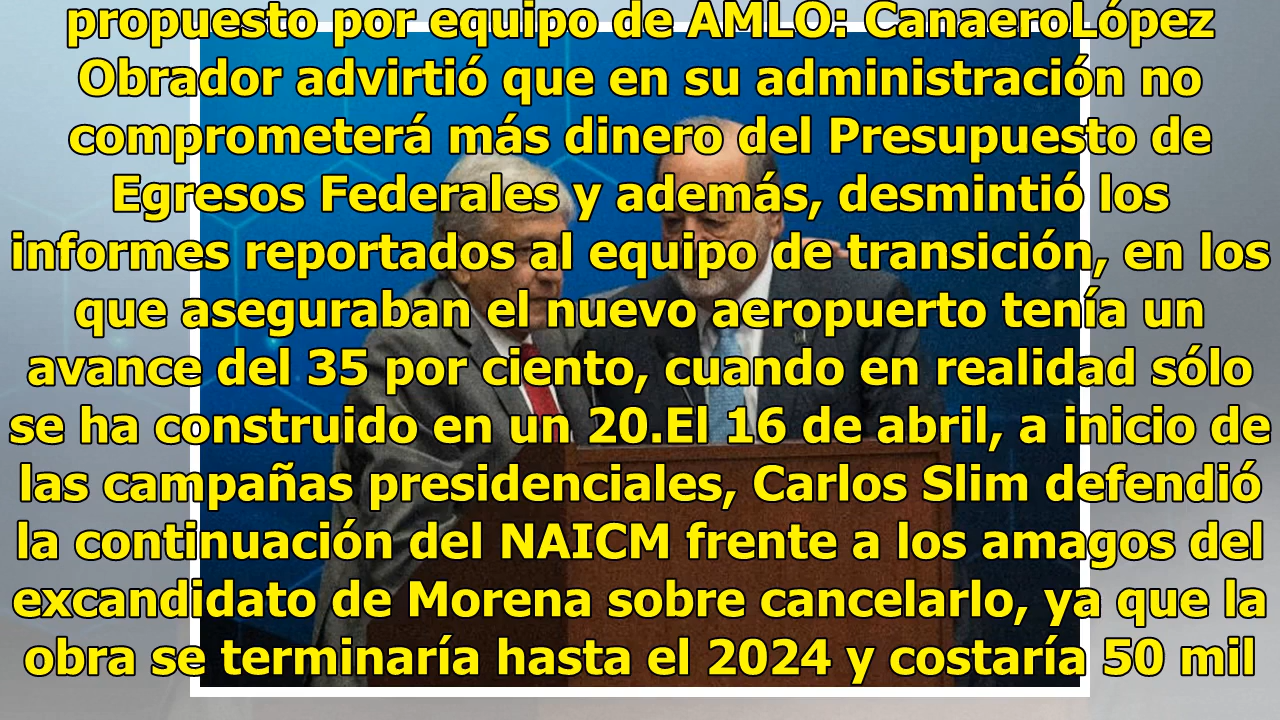 propuesto por equipo de AMLO: CanaeroLópez
Obrador advirtió que en su administración no
comprometerá más dinero del Presupuesto de
Egresos Federales y además, desmintió los
informes reportados al equipo de transición, en los
que aseguraban el nuevo aeropuerto tenía un
avance del 35 por ciento, cuando en realidad sólo
se ha construido en un 20.El 16 de abril, a inicio de
las campañas presidenciales, Carlos Slim defendió
la continuación del NAICM frente a los amagos del
excandidato de Morena sobre cancelarlo, ya que la
obra se terminaría hasta el 2024 y costaría 50 mil